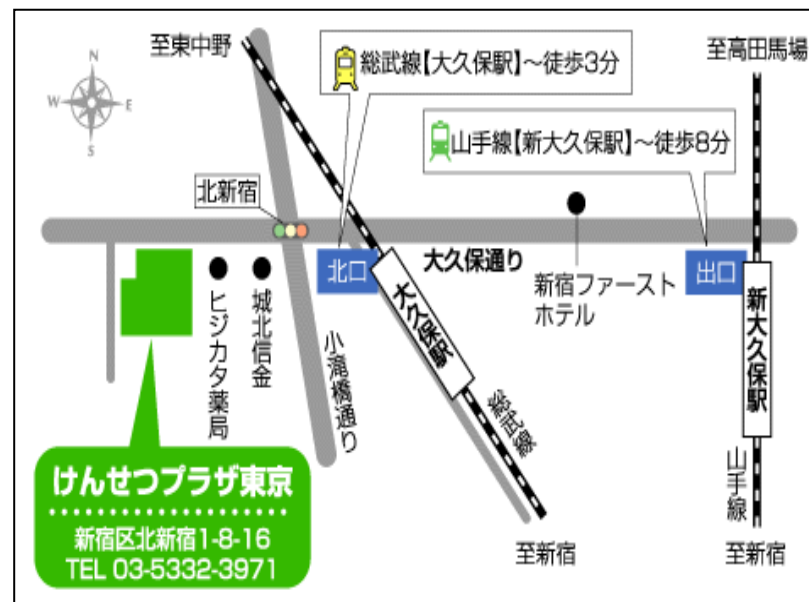 至東中野
総武線【大久保駅】～徒歩3分
至高田馬場
N
W
E
S
山手線【新大久保駅】～徒歩8分
北新宿
北口
大久保通り
新宿ファースト
ホテル
出口
大久保駅
新大久保駅
ヒジカタ薬局
城北信金
小滝橋通り
総武線
山手線
けんせつプラザ東京
新宿区北新宿1-8-16
TEL 03-5332-3971
至新宿
至新宿